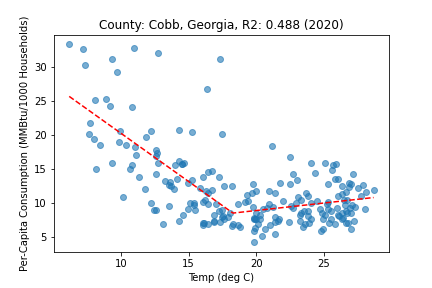 County: Cobb, Georgia, R2: 0.488 (2020)
Per-Capita Consumption (MMBtu/1000 Households)
30
25
20
15
10
5
10 15 20 25
Temp (deg C)